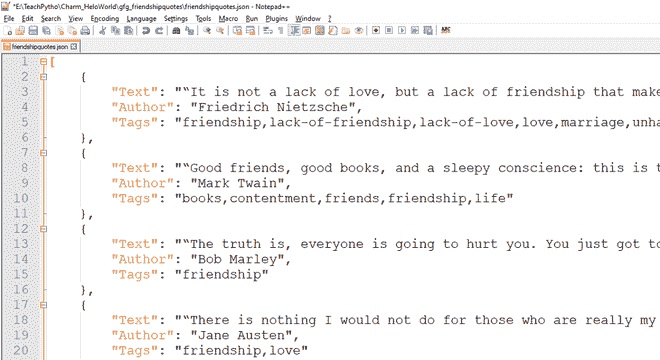 *E:\TeachPytho\Charm_HeloWorld\gfg_friendshipquotes\friendshipquotes.json - Notepad++
File Edit Search View Encoding Language Settings Tools Macro Run Plugins Window ?
friendshipquotes.json
1 [
2 {
3 "Text": "“It is not a lack of love, but a lack of friendship that make
4 "Author": "Friedrich Nietzsche",
5 "Tags": "friendship,lack-of-friendship,lack-of-love,love,marriage,unha
6 },
7 {
8 "Text": "“Good friends, good books, and a sleepy conscience: this is t
9 "Author": "Mark Twain",
10 "Tags": "books,contentment,friends,friendship,life"
11 },
12 {
13 "Text": "“The truth is, everyone is going to hurt you. You just got to
14 "Author": "Bob Marley",
15 "Tags": "friendship"
16 },
17 {
18 "Text": "“There is nothing I would not do for those who are really my
19 "Author": "Jane Austen",
20 "Tags": "friendship,love"